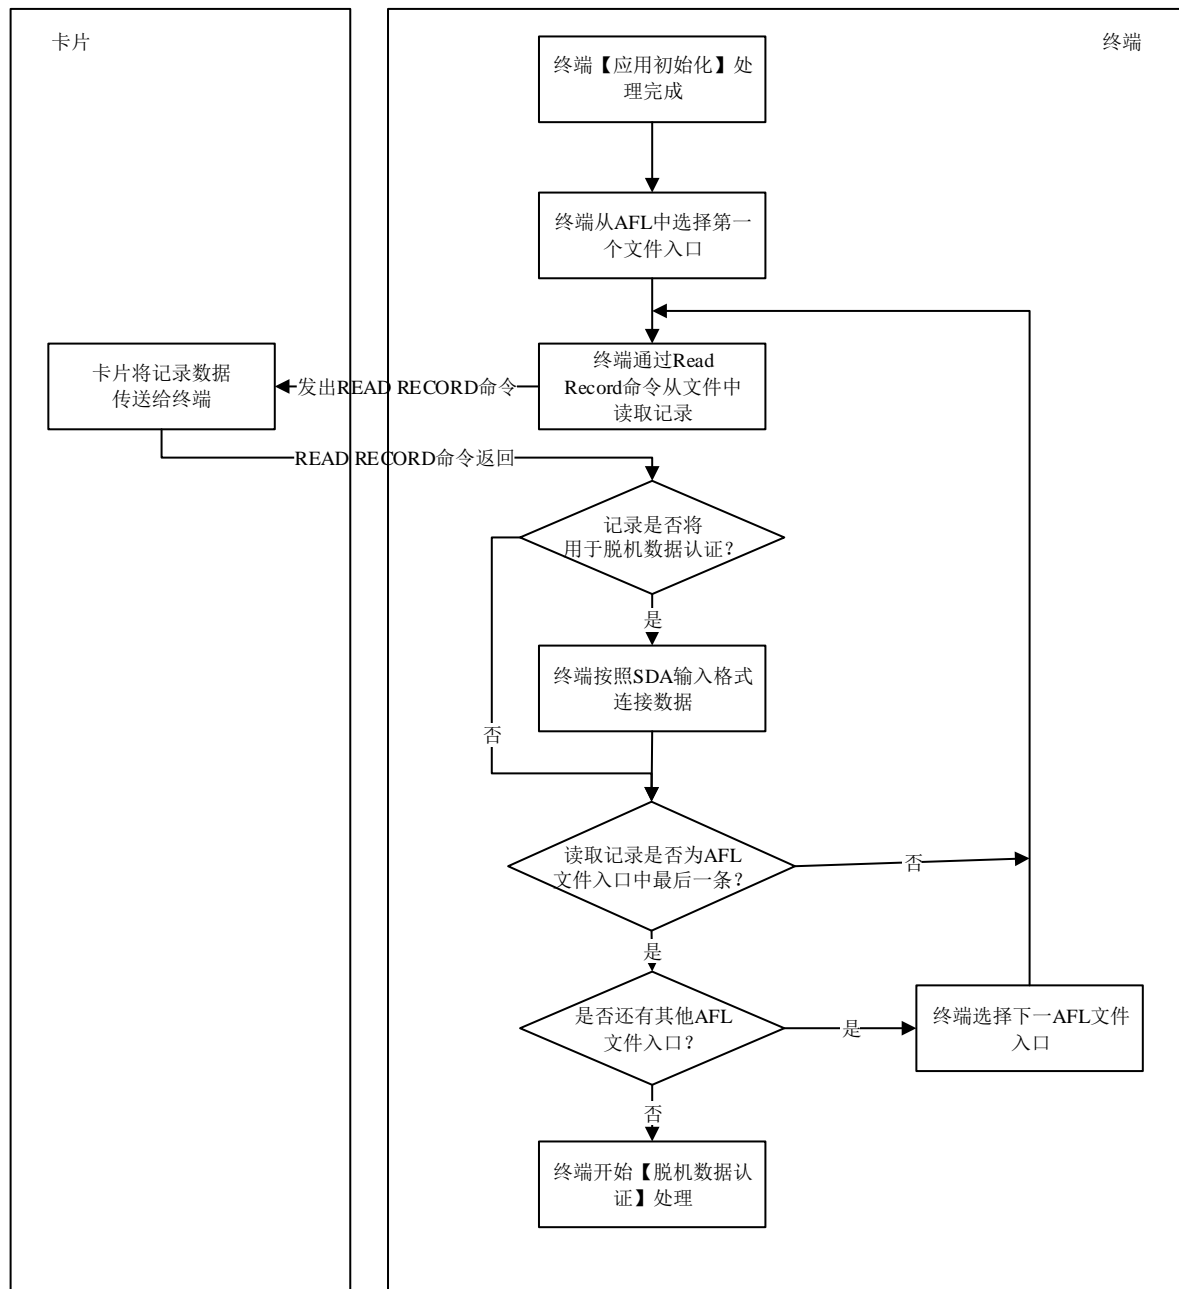 卡片
终端
终端【应用初始化】处
理完成
终端从AFL中选择第一
个文件入口
终端通过Read
Record命令从文件中
读取记录
发出READ RECORD命令
卡片将记录数据
传送给终端
READ RECORD命令返回
记录是否将
用于脱机数据认证?
是
终端按照SDA输入格式
连接数据
否
读取记录是否为AFL
文件入口中最后一条?
否
是
是否还有其他AFL
文件入口?
是
终端选择下一AFL文件
入口
否
终端开始【脱机数据认
证】处理